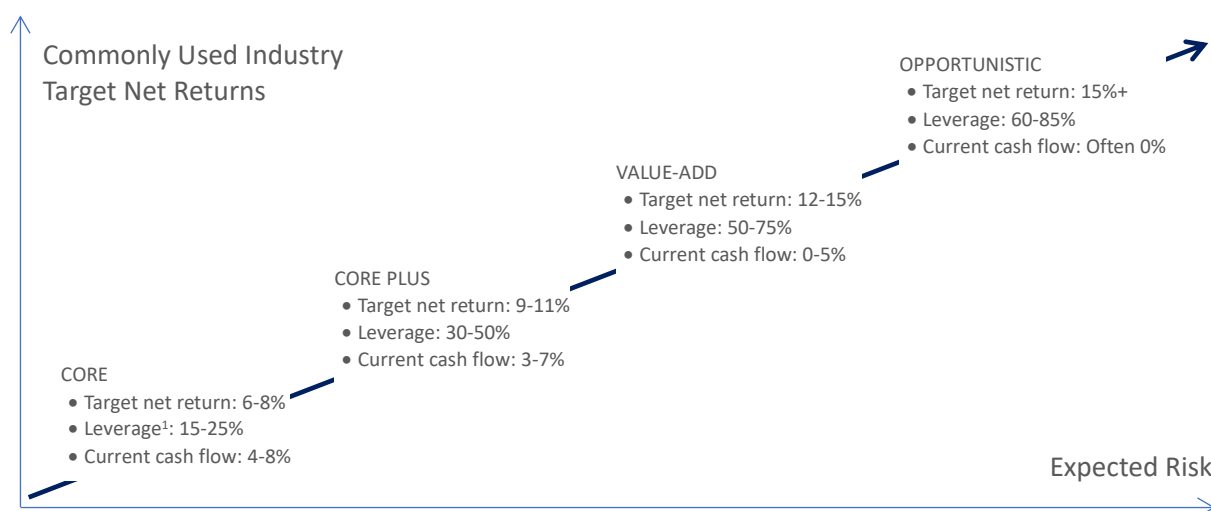 Commonly Used Industry
Target Net Returns
OPPORTUNISTIC
• Target net return: 15%+
• Leverage: 60-85%
• Current cash flow: Often 0%
VALUE-ADD
• Target net return: 12-15%
• Leverage: 50-75%
• Current cash flow: 0-5%
CORE PLUS
• Target net return: 9-11%
• Leverage: 30-50%
• Current cash flow: 3-7%
CORE
• Target net return: 6-8%
• Leverage¹: 15-25%
• Current cash flow: 4-8%
Expected Risk